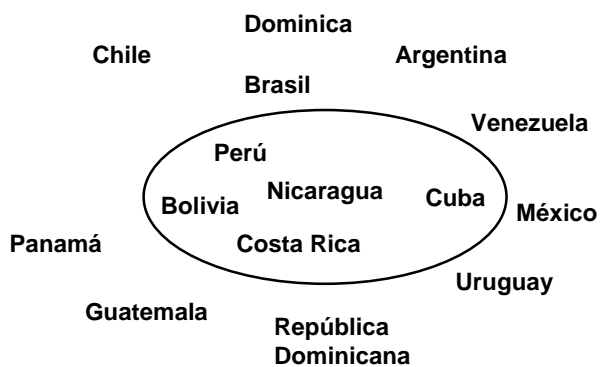 Dominica
Chile
Argentina
Brasil
Venezuela
Perú
Nicaragua
Cuba
Bolivia
México
Panamá
Costa Rica
Uruguay
Guatemala
República
Dominicana